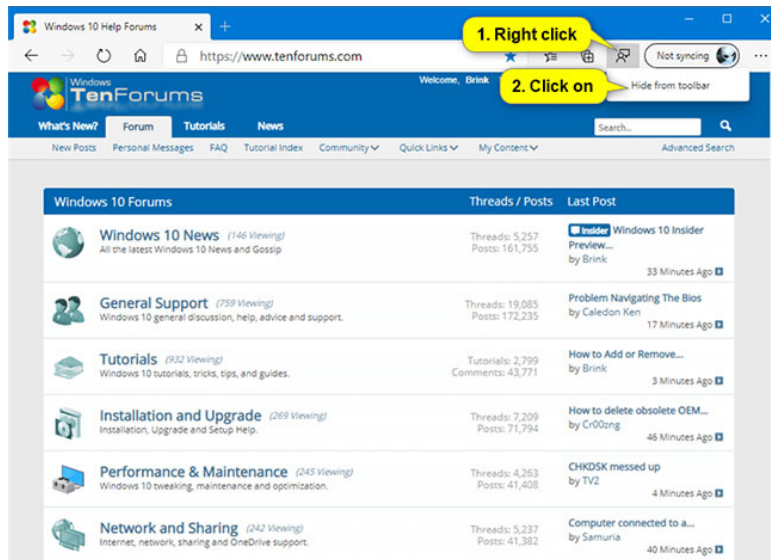 Windows 10 Help Forums
1. Right click
https://www.tenforums.com
Not syncing
Windows
TenForums
Welcome, Brink
2. Click on
Hide from toolbar
What's New? Forum Tutorials News
Search...
New Posts Personal Messages FAQ Tutorial Index Community Quick Links My Content Advanced Search
Windows 10 Forums Threads / Posts Last Post
Windows 10 News (146 Viewing)
All the latest Windows 10 News and Gossip
Threads: 5,257
Posts: 161,755
Insider Windows 10 Insider
Preview...
by Brink
33 Minutes Ago
General Support (759 Viewing)
Windows 10 general discussion, help, advice and support.
Threads: 19,085
Posts: 172,235
Problem Navigating The Bios
by Caledon Ken
17 Minutes Ago
Tutorials (932 Viewing)
Windows 10 tutorials, tricks, tips, and guides.
Tutorials: 2,799
Comments: 43,771
How to Add or Remove...
by Brink
3 Minutes Ago
Installation and Upgrade (269 Viewing)
Installation, Upgrade and Setup Help.
Threads: 7,209
Posts: 71,794
How to delete obsolete OEM...
by Cr00zng
46 Minutes Ago
Performance & Maintenance (245 Viewing)
Windows 10 tweaking, maintenance and optimization.
Threads: 4,263
Posts: 41,408
CHKDSK messed up
by TV2
4 Minutes Ago
Network and Sharing (242 Viewing)
Internet, network, sharing and OneDrive support.
Threads: 5,237
Posts: 41,382
Computer connected to a...
by Samuria
40 Minutes Ago